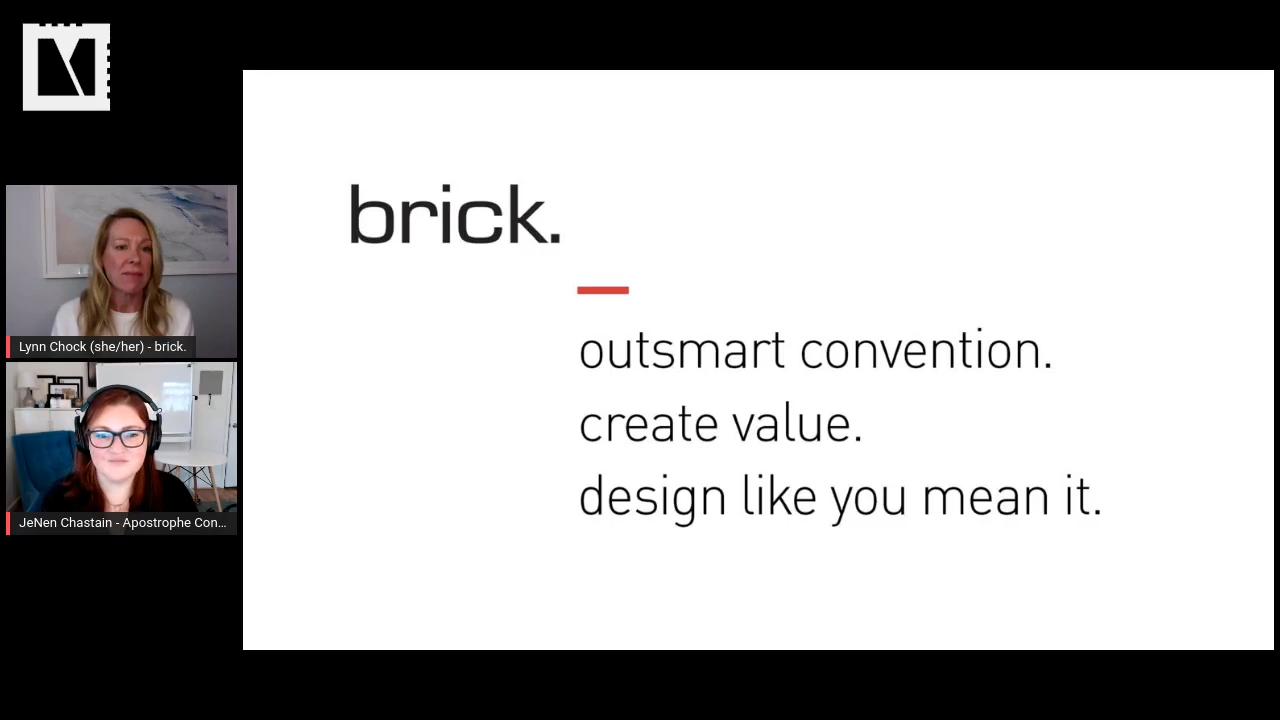 brick.
outsmart convention.
create value.
design like you mean it.
Lynn Chock (she/her) - brick.
JeNen Chastain - Apostrophe Con...